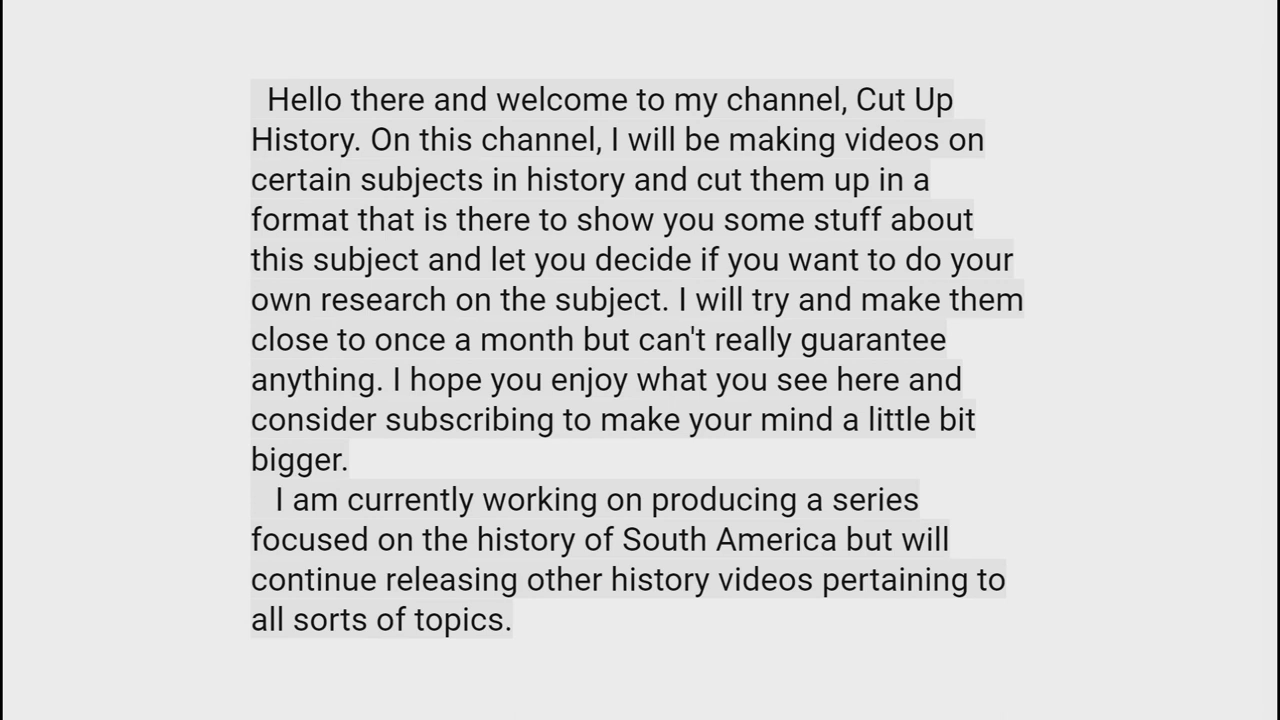 Hello there and welcome to my channel, Cut Up
History. On this channel, I will be making videos on
certain subjects in history and cut them up in a
format that is there to show you some stuff about
this subject and let you decide if you want to do your
own research on the subject. I will try and make them
close to once a month but can't really guarantee
anything. I hope you enjoy what you see here and
consider subscribing to make your mind a little bit
bigger.
I am currently working on producing a series
focused on the history of South America but will
continue releasing other history videos pertaining to
all sorts of topics.